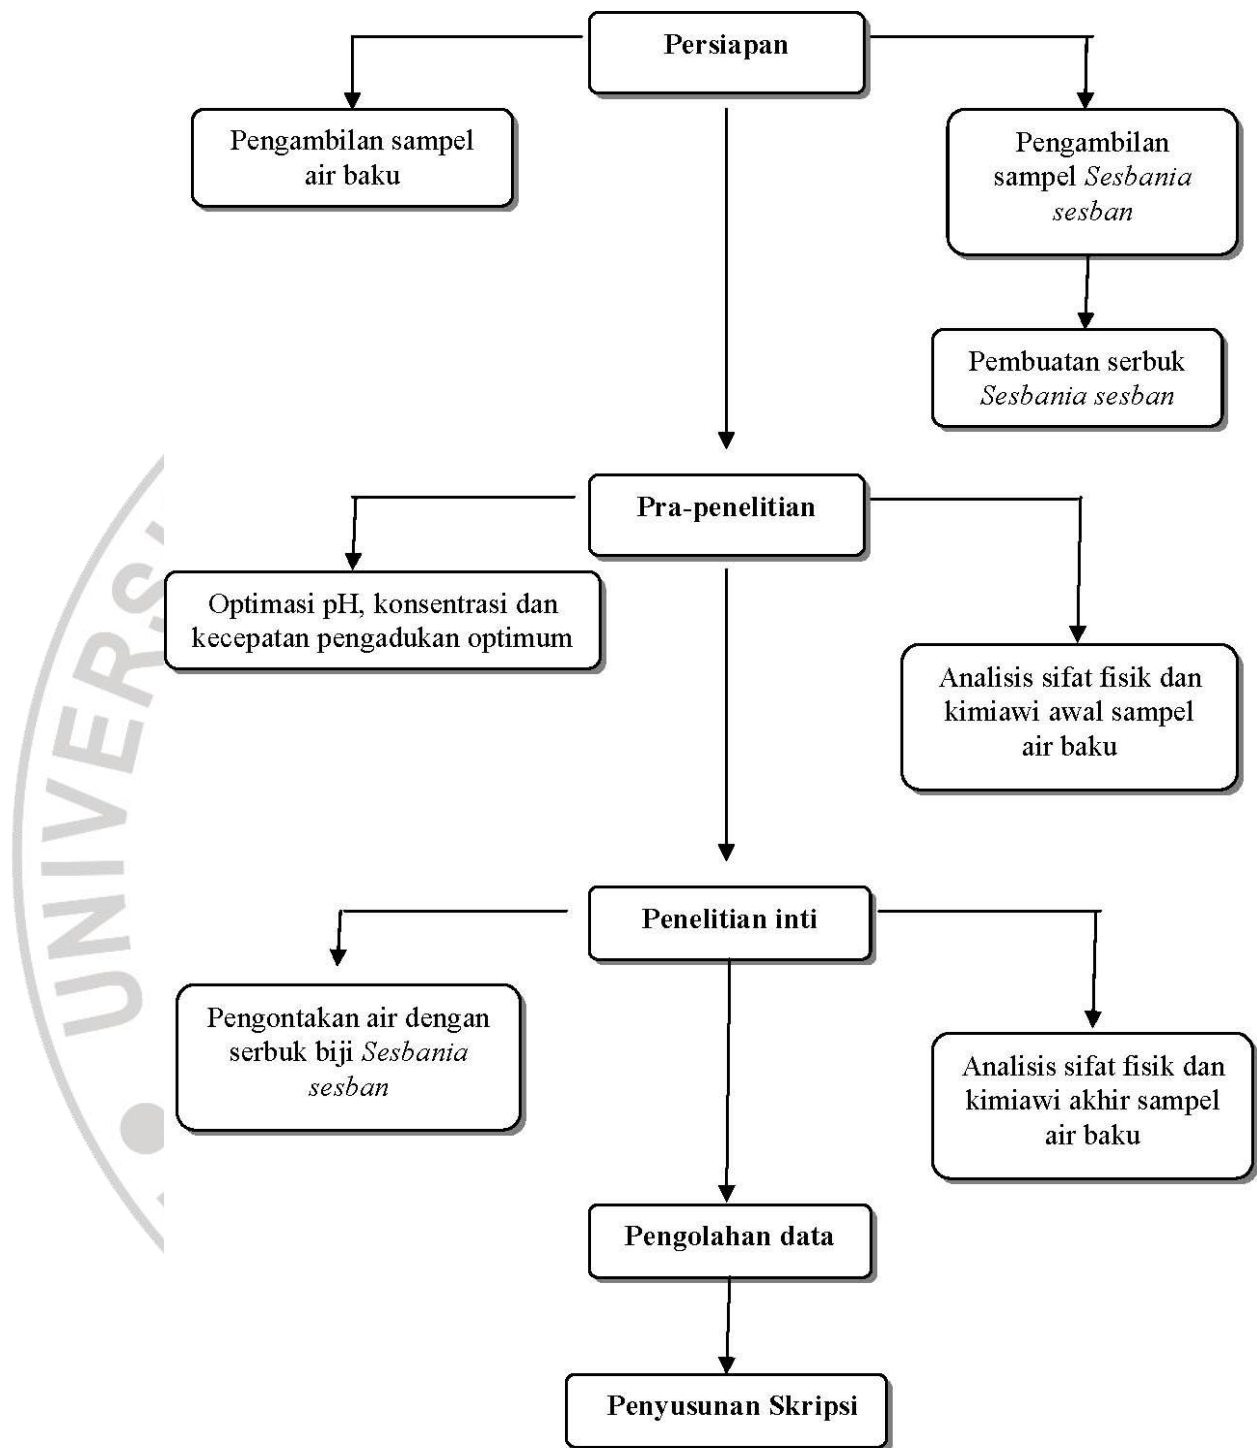 Persiapan
Pengambilan sampel
air baku
Pengambilan
sampel Sesbania
sesban
Pembuatan serbuk
Sesbania sesban
Pra-penelitian
Optimasi pH, konsentrasi dan
kecepatan pengadukan optimum
Analisis sifat fisik dan
kimiawi awal sampel
air baku
Penelitian inti
Pengontakan air dengan
serbuk biji Sesbania
sesban
Analisis sifat fisik dan
kimiawi akhir sampel
air baku
Pengolahan data
Penyusunan Skripsi
UNIVERS